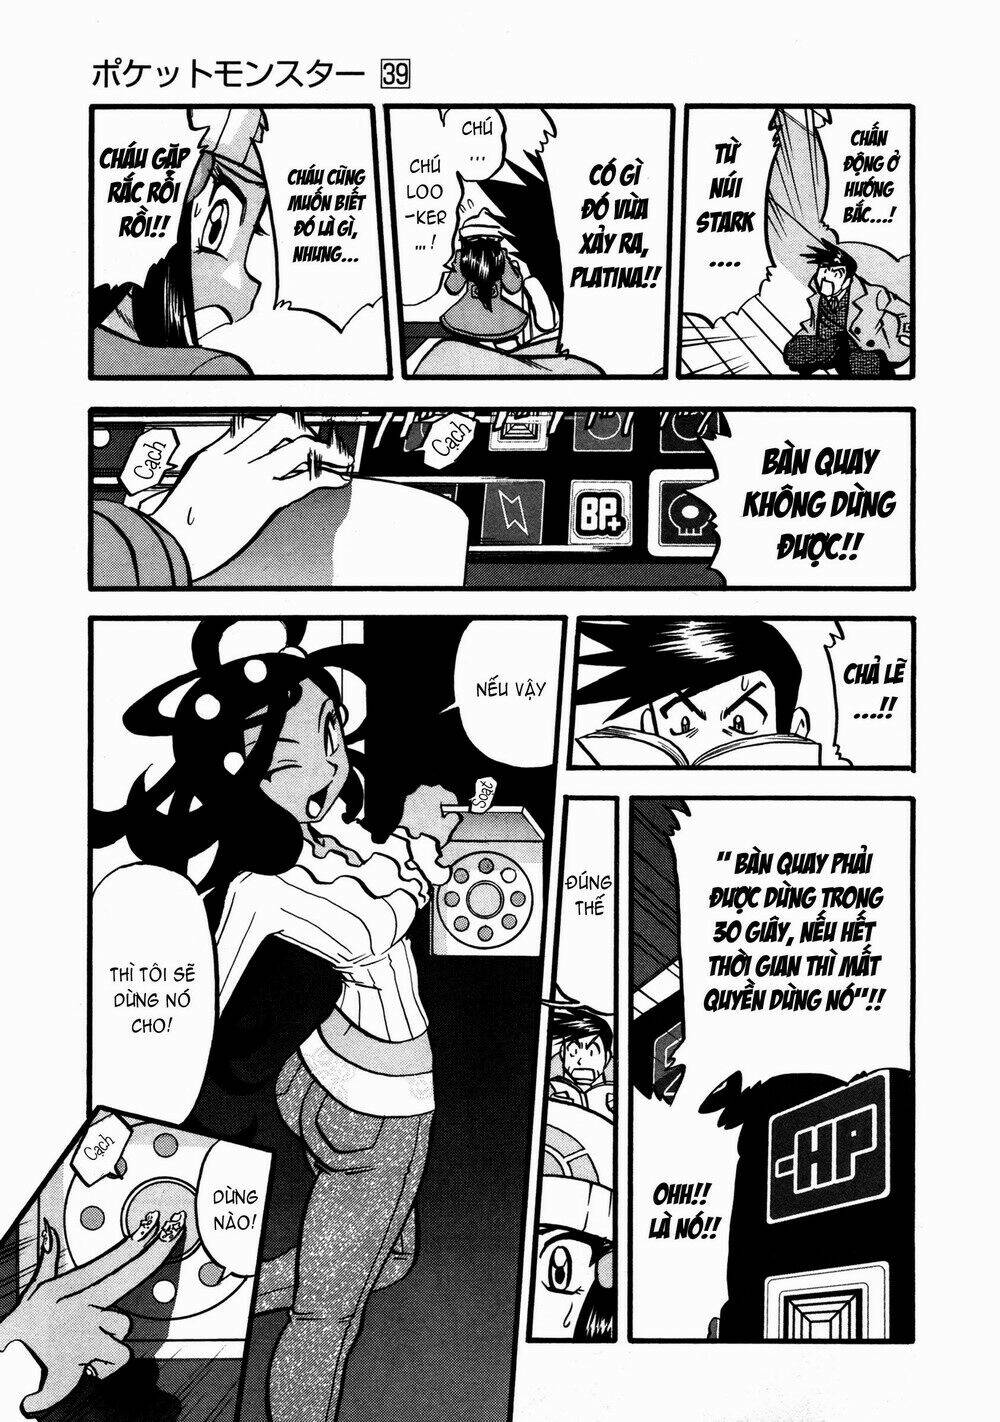 ポケットモンスター 39
CHẤN
ĐỘNG Ở
HƯỚNG
BẮC...!
TỪ
NÚI
STARK
....
CÓ GÌ
ĐÓ VỪA
XẢY RA,
PLATINA!!
CHÚ
...
CHÚ
LOO
-KER
...!
CHÁU CŨNG
MUỐN BIẾT
ĐÓ LÀ GÌ,
NHƯNG...
CHÁU GẶP
RẮC RỐI
RỒI!!
BÀN QUAY
KHÔNG DỪNG
ĐƯỢC!!
BP+
Cạch
Cạch
CHẢ LẼ
...!!
" BÀN QUAY PHẢI
ĐƯỢC DỪNG TRONG
30 GIÂY, NẾU HẾT
THỜI GIAN THÌ MẤT
QUYỀN DỪNG NÓ"!!
-HP
OHH!!
LÀ NÓ!!
ĐÚNG
THẾ
NẾU VẬY
Soạt
THÌ TÔI SẼ
DỪNG NÓ
CHO!
Cạch
DỪNG
NÀO!